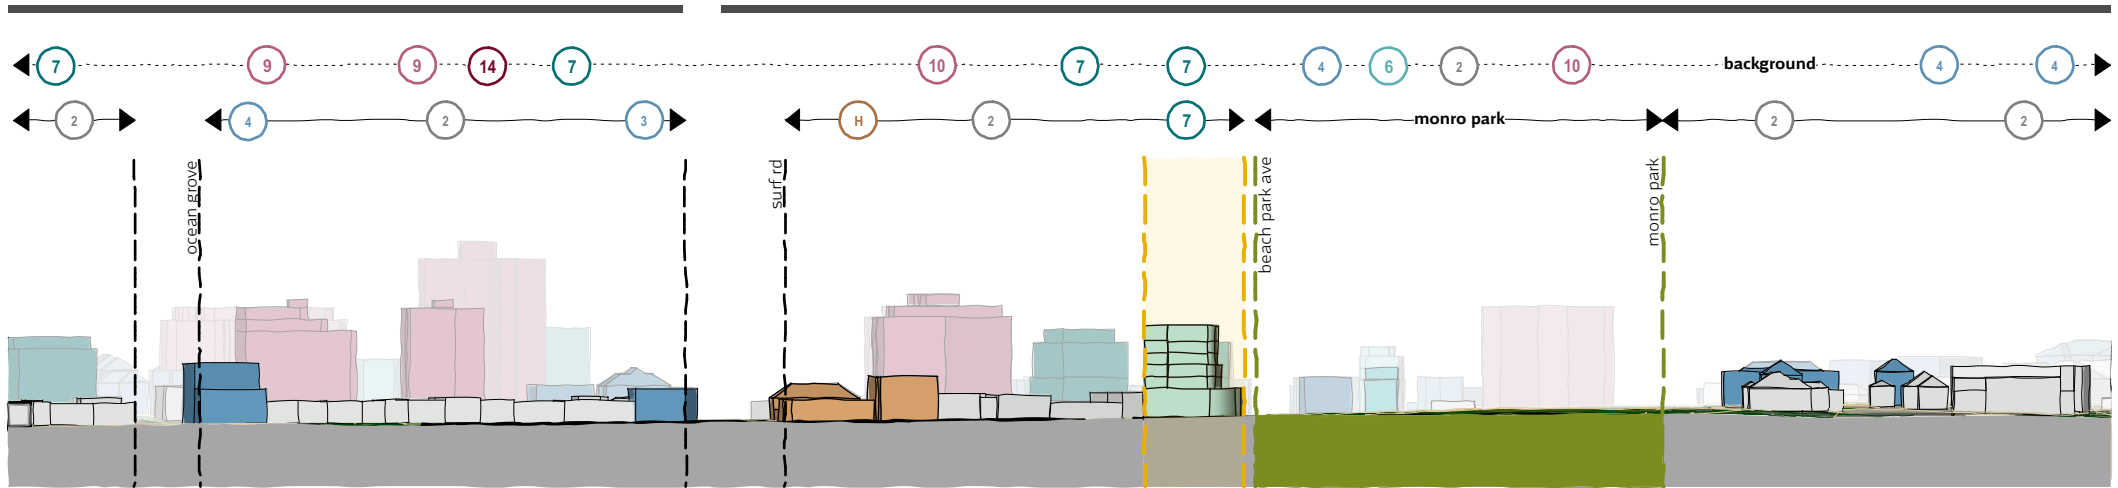 7 9 9 14 7 10 7 7 4 6 2 10 background 4 4
2 4 2 3 H 2 7 monro park 2 2
ocean grove
surf rd
beach park ave
monro park